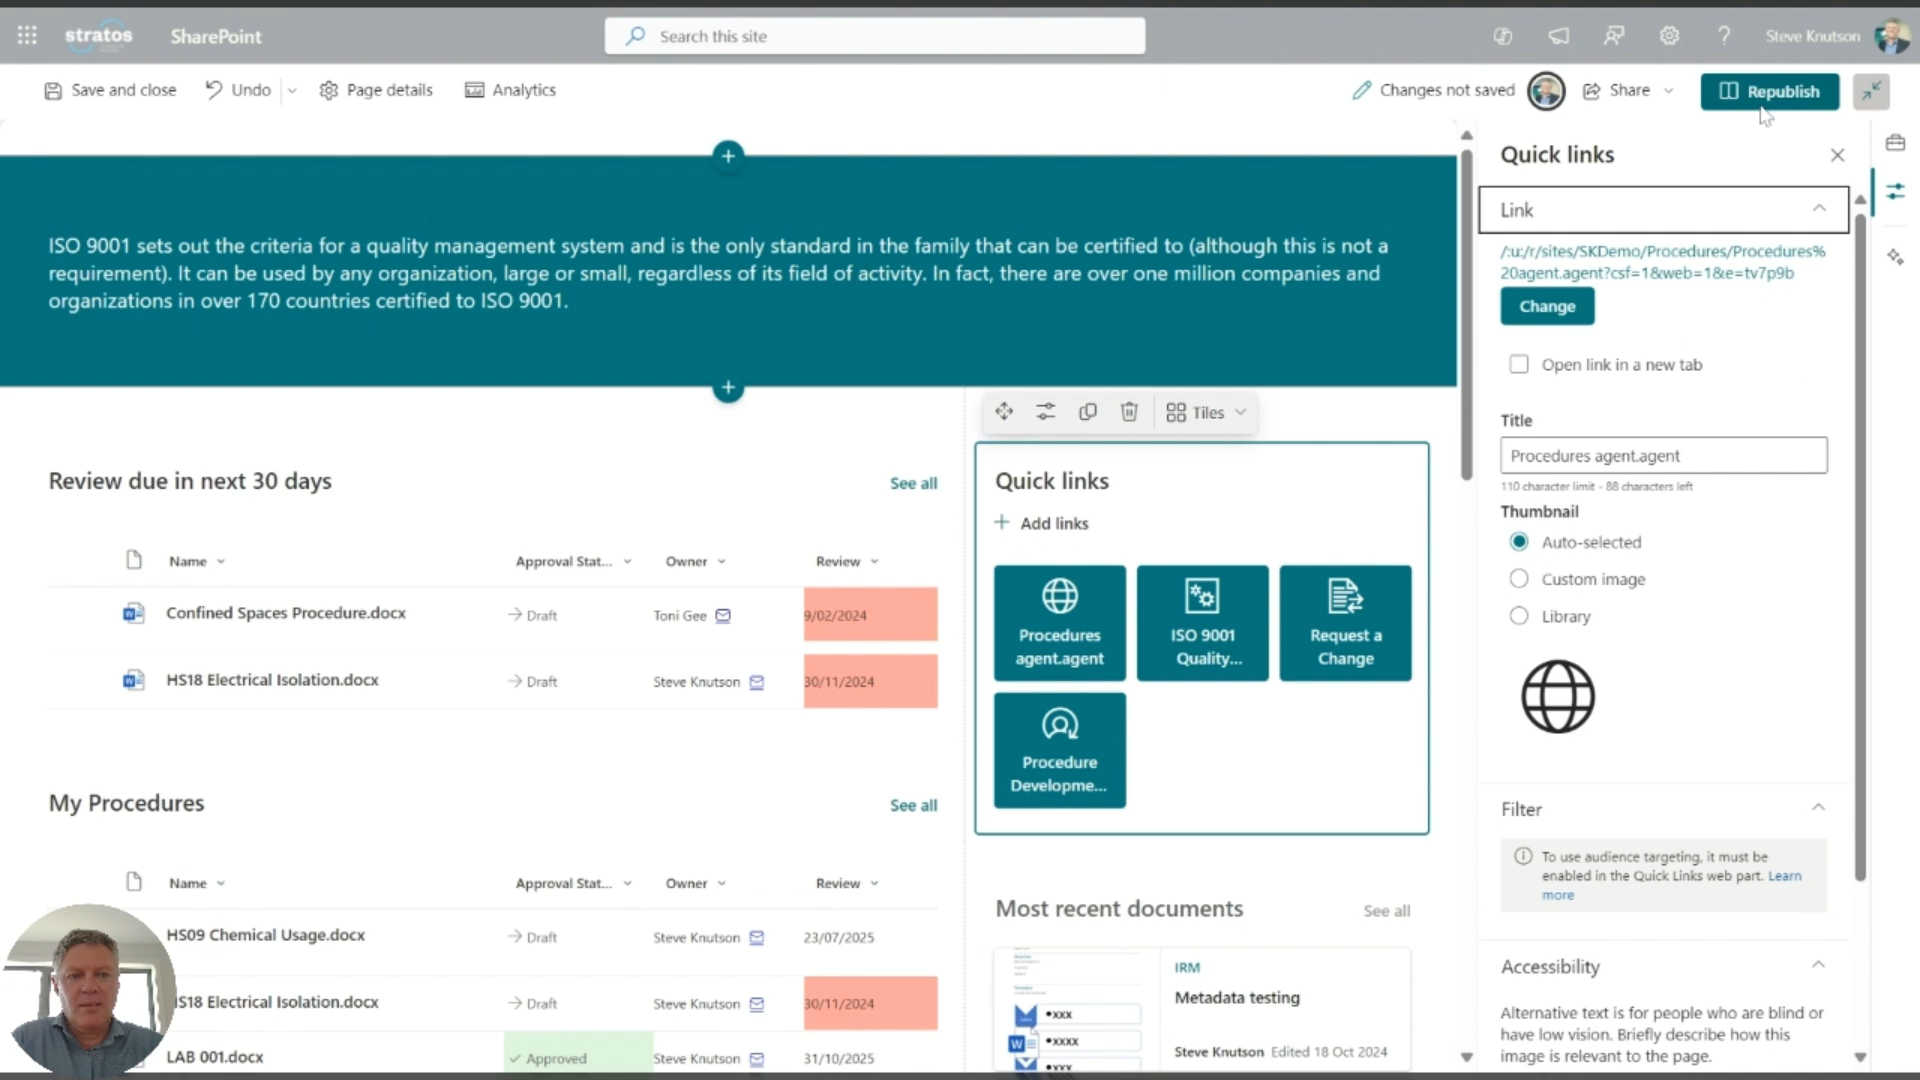 stratos
SharePoint
Search this site
Steve Knutson
Save and close
Undo
Page details
Analytics
Changes not saved
Share
Republish
ISO 9001 sets out the criteria for a quality management system and is the only standard in the family that can be certified to (although this is not a
requirement). It can be used by any organization, large or small, regardless of its field of activity. In fact, there are over one million companies and
organizations in over 170 countries certified to ISO 9001.
Review due in next 30 days
See all
Name
Approval Stat...
Owner
Review
Confined Spaces Procedure.docx
Draft
Toni Gee
9/02/2024
HS18 Electrical Isolation.docx
Draft
Steve Knutson
30/11/2024
My Procedures
See all
Name
Approval Stat...
Owner
Review
HS09 Chemical Usage.docx
Draft
Steve Knutson
23/07/2025
HS18 Electrical Isolation.docx
Draft
Steve Knutson
30/11/2024
LAB 001.docx
Approved
Steve Knutson
31/10/2025
Tiles
Quick links
Add links
Procedures
agent.agent
ISO 9001
Quality...
Request a
Change
Procedure
Developme...
Most recent documents
See all
•xxx
•xxxx
•xxx
IRM
Metadata testing
Steve Knutson Edited 18 Oct 2024
Quick links
Link
/:u:/r/sites/SKDemo/Procedures/Procedures%
20agent.agent?csf=1&web=1&e=tv7p9b
Change
Open link in a new tab
Title
Procedures agent.agent
110 character limit - 88 characters left
Thumbnail
Auto-selected
Custom image
Library
Filter
To use audience targeting, it must be
enabled in the Quick Links web part. Learn
more
Accessibility
Alternative text is for people who are blind or
have low vision. Briefly describe how this
image is relevant to the page.